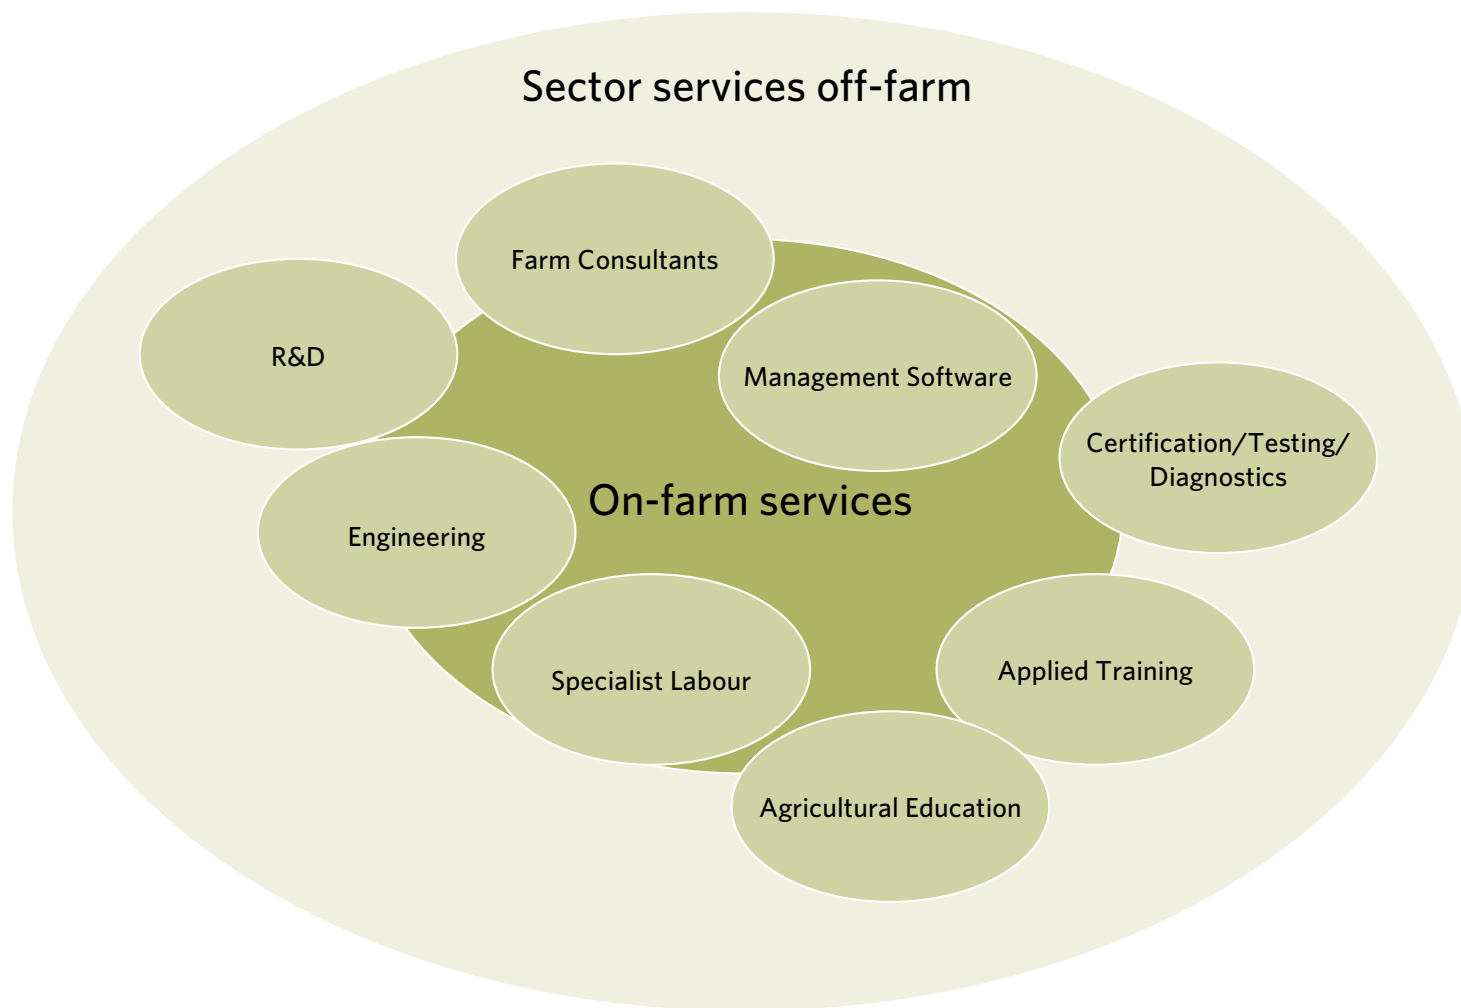 Sector services off-farm
Farm Consultants
R&D
Management Software
Certification/Testing/
Diagnostics
On-farm services
Engineering
Specialist Labour
Applied Training
Agricultural Education